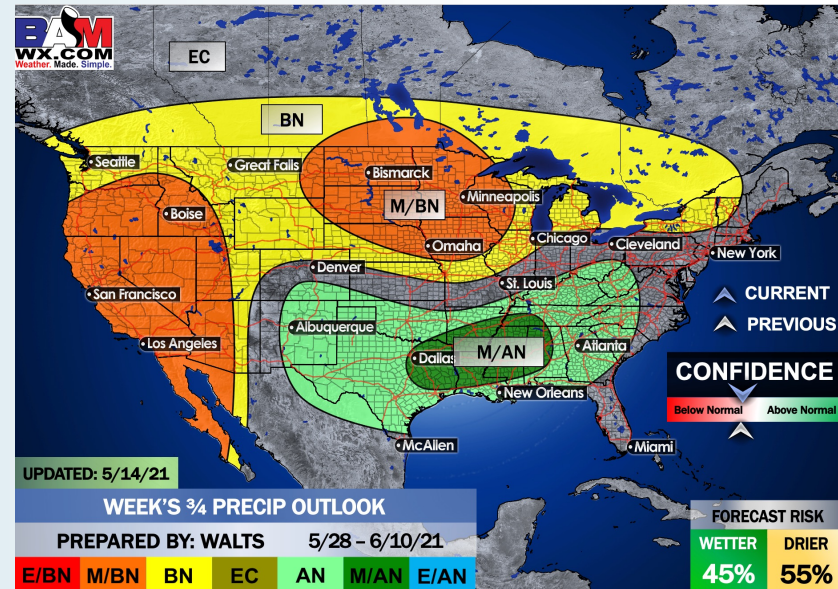 BAM
WX.COM
Weather. Made. Simple.
EC
BN
Seattle
Great Falls
Bismarck
M/BN
Minneapolis
Boise
Omaha
Chicago
Cleveland
New York
Denver
St. Louis
San Francisco
CURRENT
PREVIOUS
Albuquerque
Los Angeles
Dallas
M/AN
Atlanta
CONFIDENCE
Below Normal Above Normal
New Orleans
McAllen
Miami
UPDATED: 5/14/21
WEEK'S ¾ PRECIP OUTLOOK
PREPARED BY: WALTS 5/28 – 6/10/21
E/BN M/BN BN EC AN M/AN E/AN
FORECAST RISK
WETTER DRIER
45% 55%